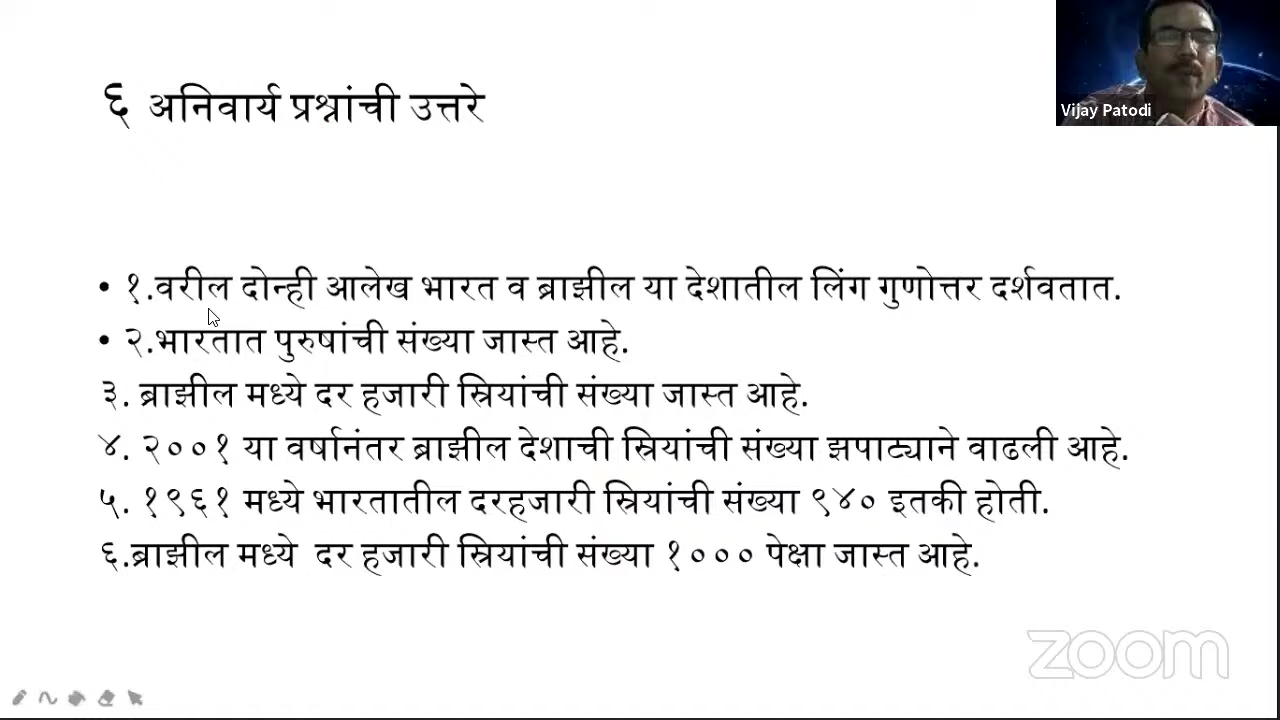 ६ अनिवार्य प्रश्नांची उत्तरे
Vijay Patodi
• १.वरील दोन्ही आलेख भारत व ब्राझील या देशातील लिंग गुणोत्तर दर्शवतात.
• २.भारतात पुरुषांची संख्या जास्त आहे.
३. ब्राझील मध्ये दर हजारी स्रियांची संख्या जास्त आहे.
४. २००१ या वर्षानंतर ब्राझील देशाची स्रियांची संख्या झपाट्याने वाढली आहे.
५. १९६१ मध्ये भारतातील दरहजारी स्रियांची संख्या ९४० इतकी होती.
६.ब्राझील मध्ये दर हजारी स्रियांची संख्या १००० पेक्षा जास्त आहे.
zoom